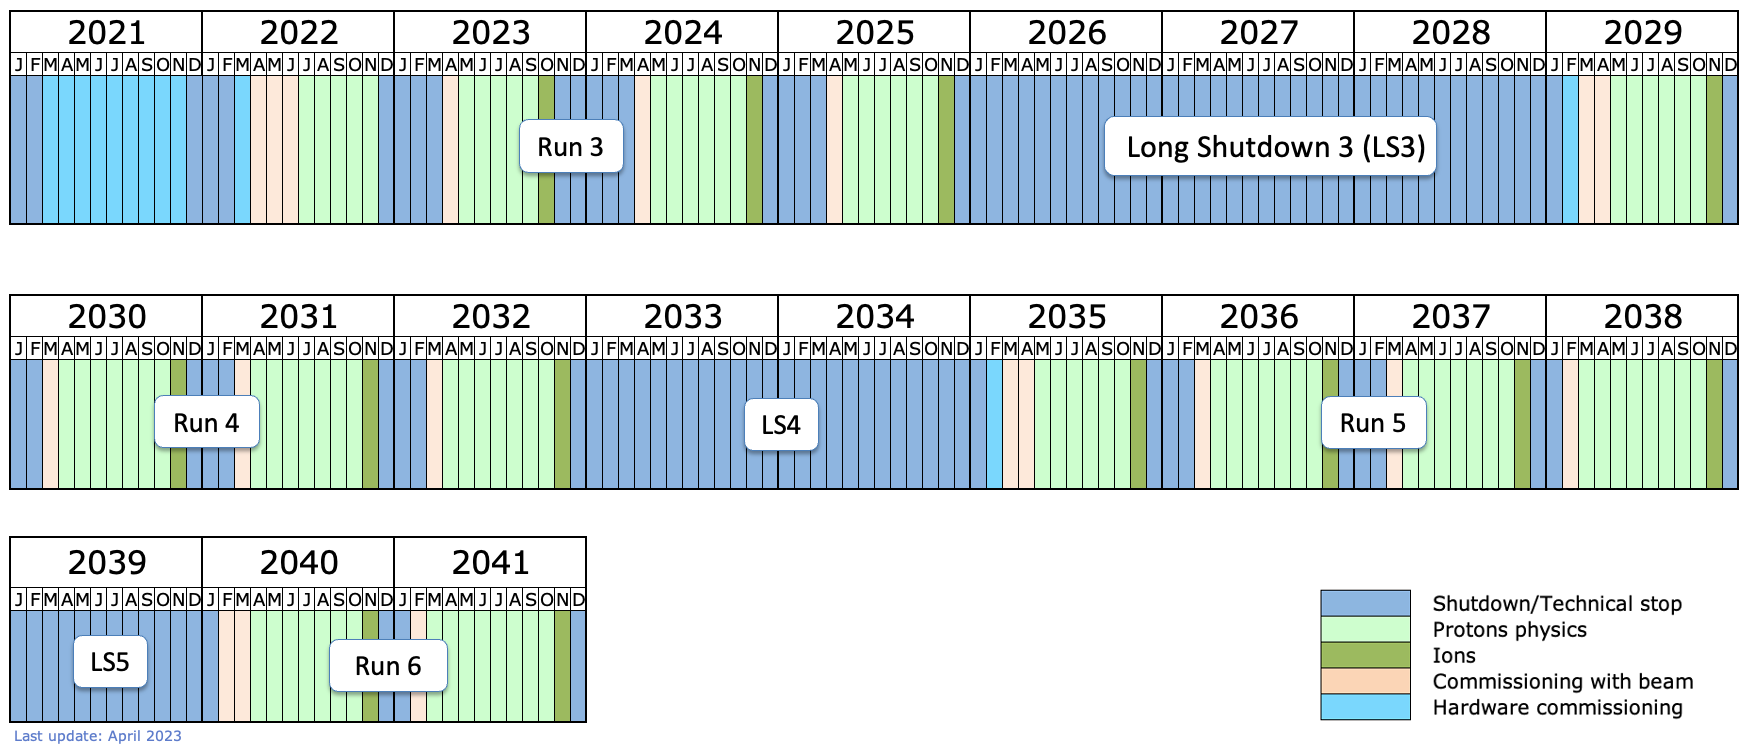 2021 2022 2023 2024 2025 2026 2027 2028 2029
J F M A M J J A S O N D J F M A M J J A S O N D J F M A M J J A S O N D J F M A M J J A S O N D J F M A M J J A S O N D J F M A M J J A S O N D J F M A M J J A S O N D J F M A M J J A S O N D J F M A M J J A S O N D
Run 3 Long Shutdown 3 (LS3)
2030 2031 2032 2033 2034 2035 2036 2037 2038
J F M A M J J A S O N D J F M A M J J A S O N D J F M A M J J A S O N D J F M A M J J A S O N D J F M A M J J A S O N D J F M A M J J A S O N D J F M A M J J A S O N D J F M A M J J A S O N D J F M A M J J A S O N D
Run 4 LS4 Run 5
2039 2040 2041
J F M A M J J A S O N D J F M A M J J A S O N D J F M A M J J A S O N D
LS5 Run 6
Shutdown/Technical stop
Protons physics
Ions
Commissioning with beam
Hardware commissioning
Last update: April 2023